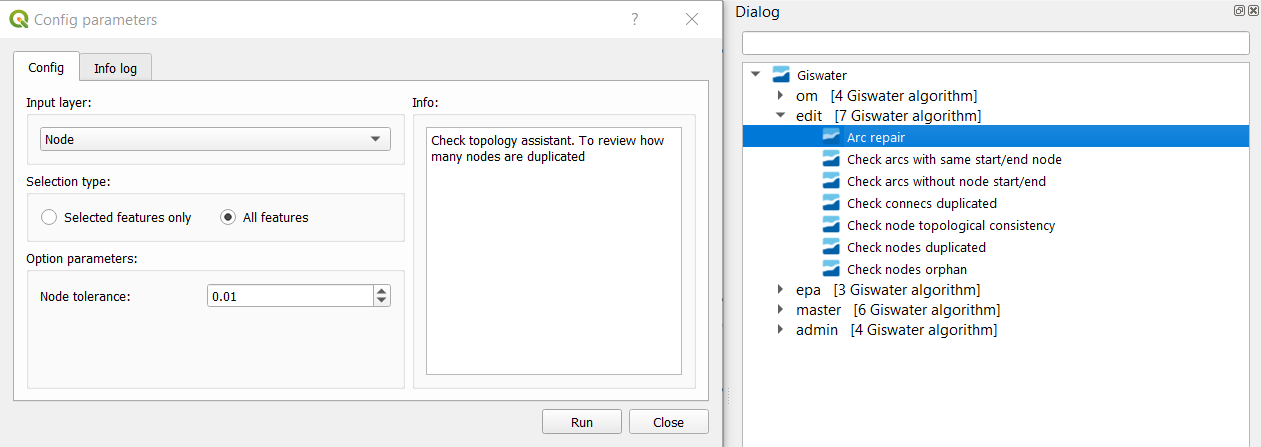 Config parameters
?
Config
Info log
Input layer:
Node
Selection type:
Selected features only
All features
Option parameters:
Node tolerance:
0.01
Info:
Check topology assistant. To review how
many nodes are duplicated
Run
Close
Dialog
Giswater
om [4 Giswater algorithm]
edit [7 Giswater algorithm]
Arc repair
Check arcs with same start/end node
Check arcs without node start/end
Check connecs duplicated
Check node topological consistency
Check nodes duplicated
Check nodes orphan
epa [3 Giswater algorithm]
master [6 Giswater algorithm]
admin [4 Giswater algorithm]